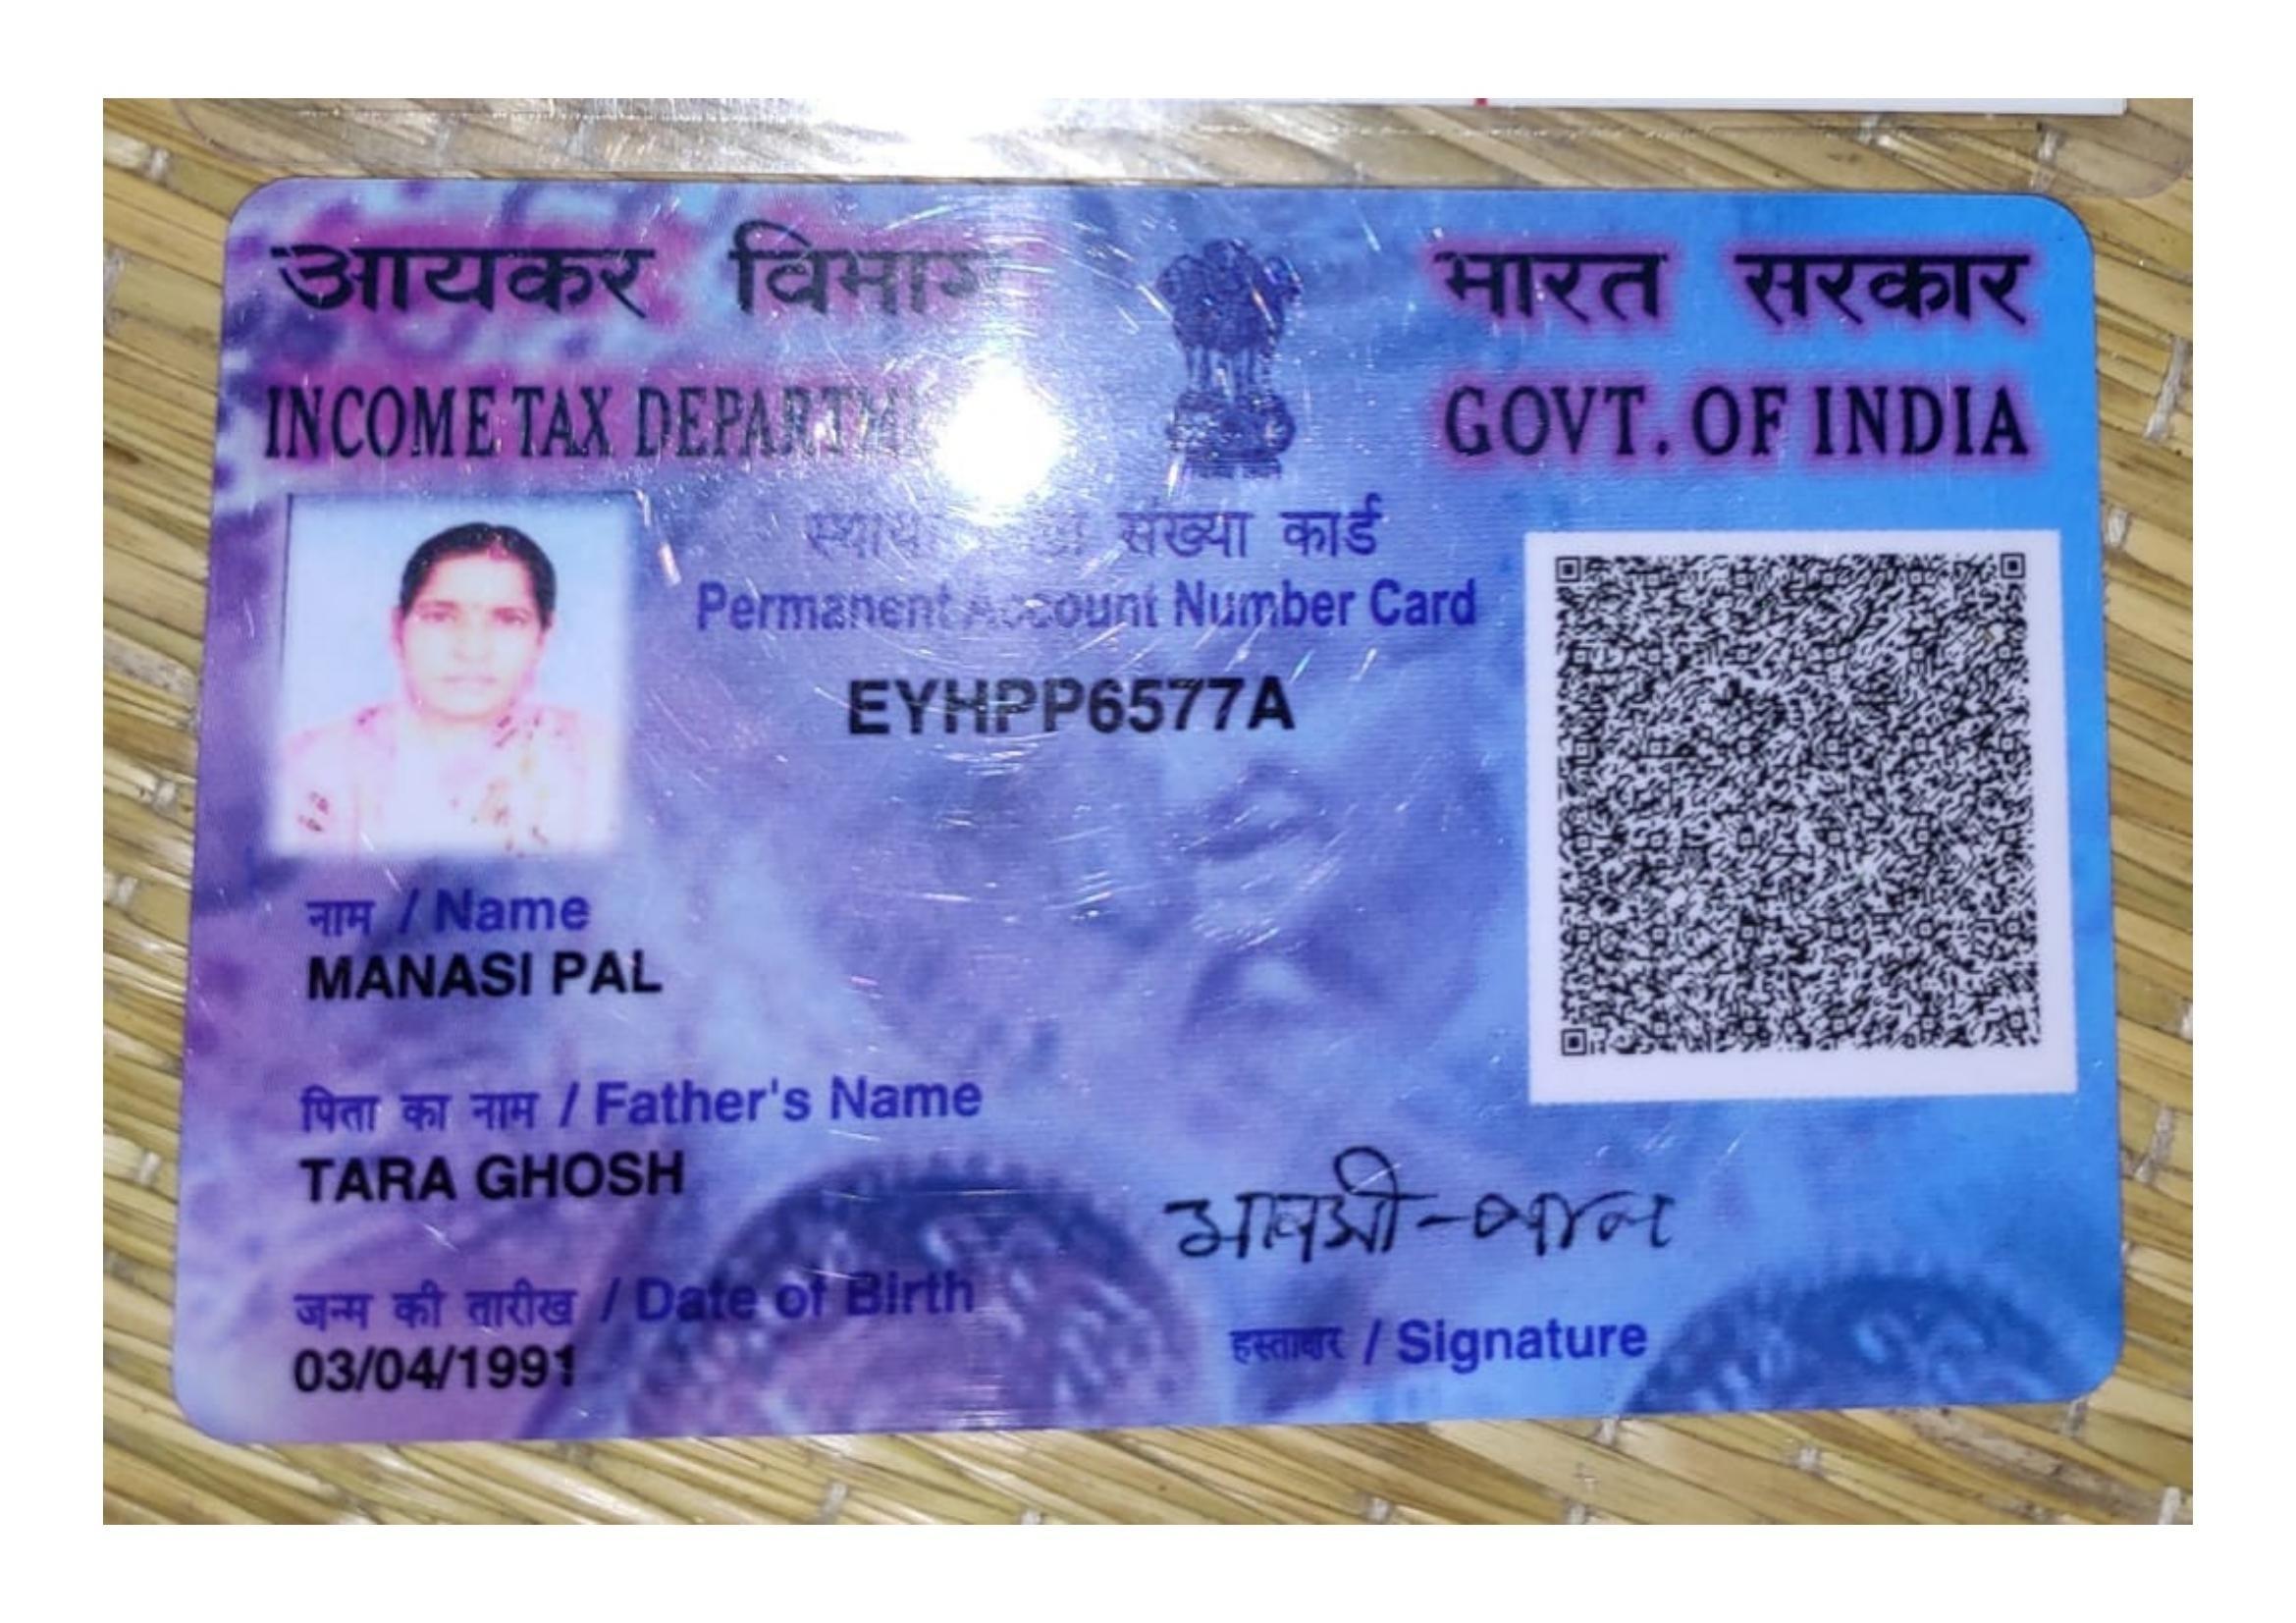 आयकर विभाग
भारत सरकार
INCOME TAX
GOVT. OF INDIA
संख्या कार्ड
Permanent Account Number Card
EYHPP6577A
नाम / Name
MANASI PAL
पिता का नाम / Father's Name
TARA GHOSH
जन्म की तारीख / Date of Birth
03/04/1991
मानसी-পাল
हस्ताक्षर / Signature